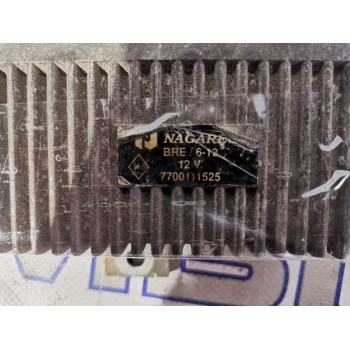 NAGARES
BRE / 6-12
12 V.
7700111525